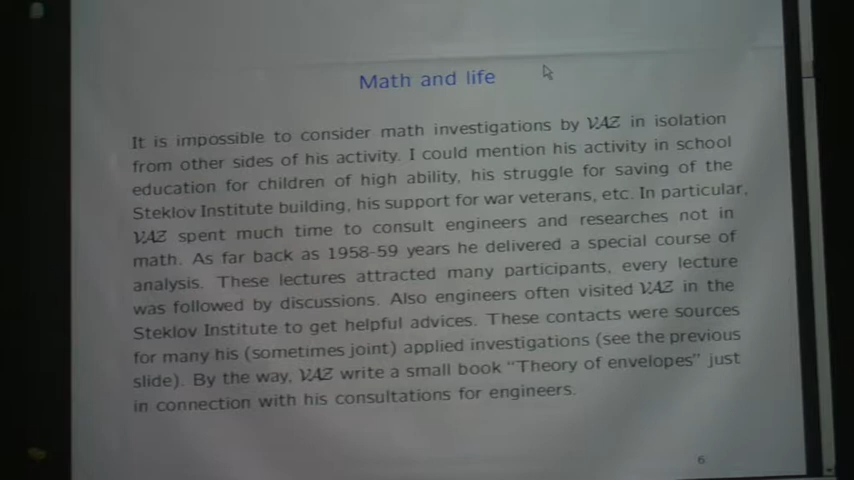 Math and life
It is impossible to consider math investigations by VAZ in isolation
from other sides of his activity. I could mention his activity in school
education for children of high ability, his struggle for saving of the
Steklov Institute building, his support for war veterans, etc. In particular,
VAZ spent much time to consult engineers and researches not in
math. As far back as 1958-59 years he delivered a special course of
analysis. These lectures attracted many participants, every lecture
was followed by discussions. Also engineers often visited VAZ in the
Steklov Institute to get helpful advices. These contacts were sources
for many his (sometimes joint) applied investigations (see the previous
slide). By the way, VAZ write a small book “Theory of envelopes” just
in connection with his consultations for engineers.
6